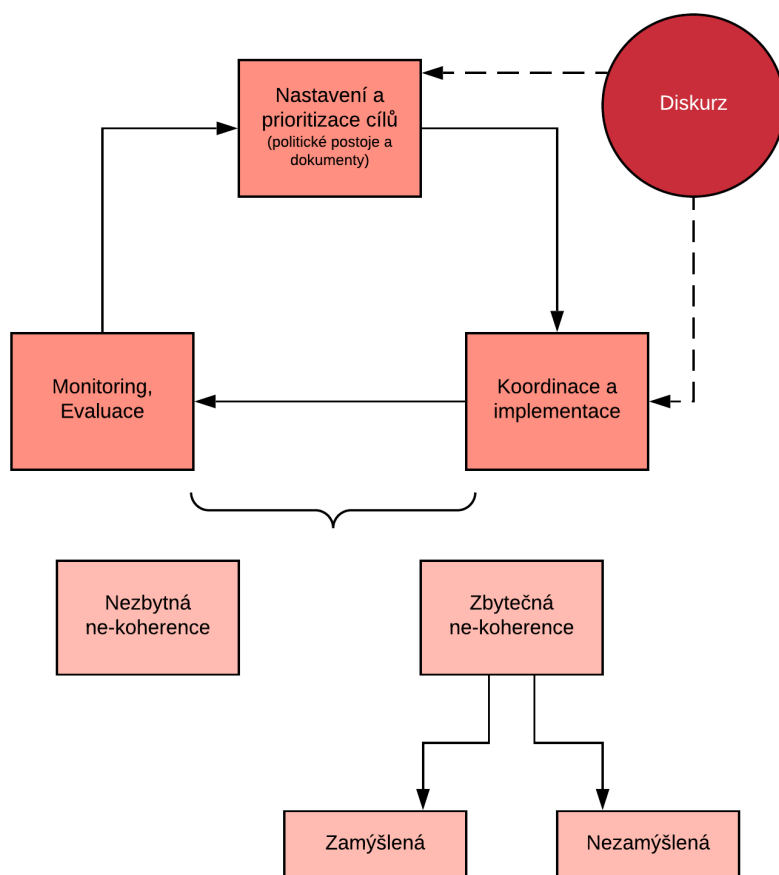 Nastavení a
prioritizace cílů
(politické postoje a
dokumenty)
Diskurz
Monitoring,
Evaluace
Koordinace a
implementace
Nezbytná
ne-koherence
Zbytečná
ne-koherence
Zamýšlená
Nezamýšlená